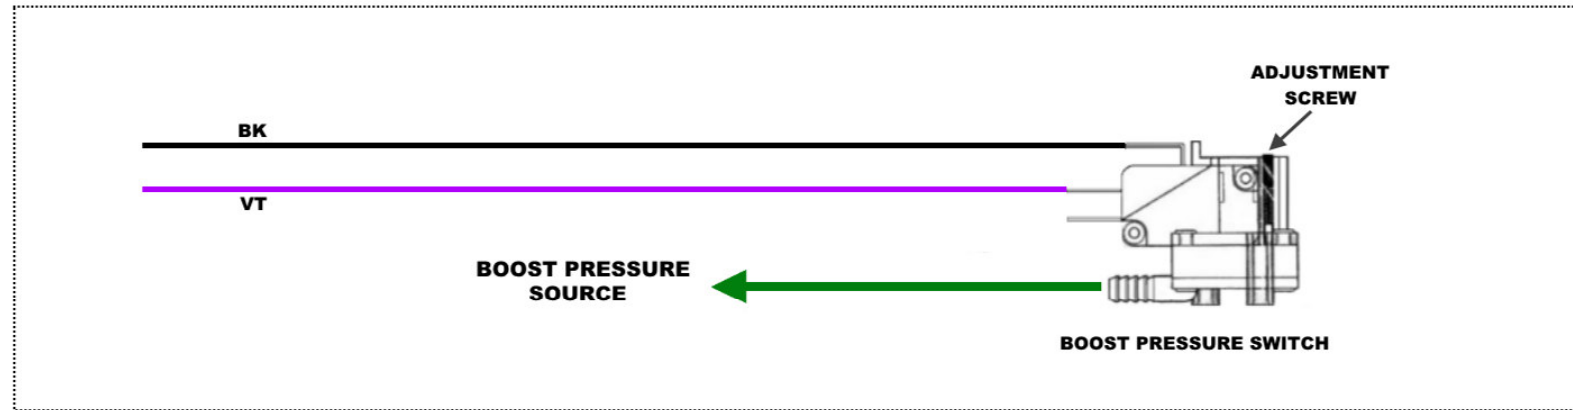 ADJUSTMENT
SCREW
BK
VT
BOOST PRESSURE
SOURCE
BOOST PRESSURE SWITCH